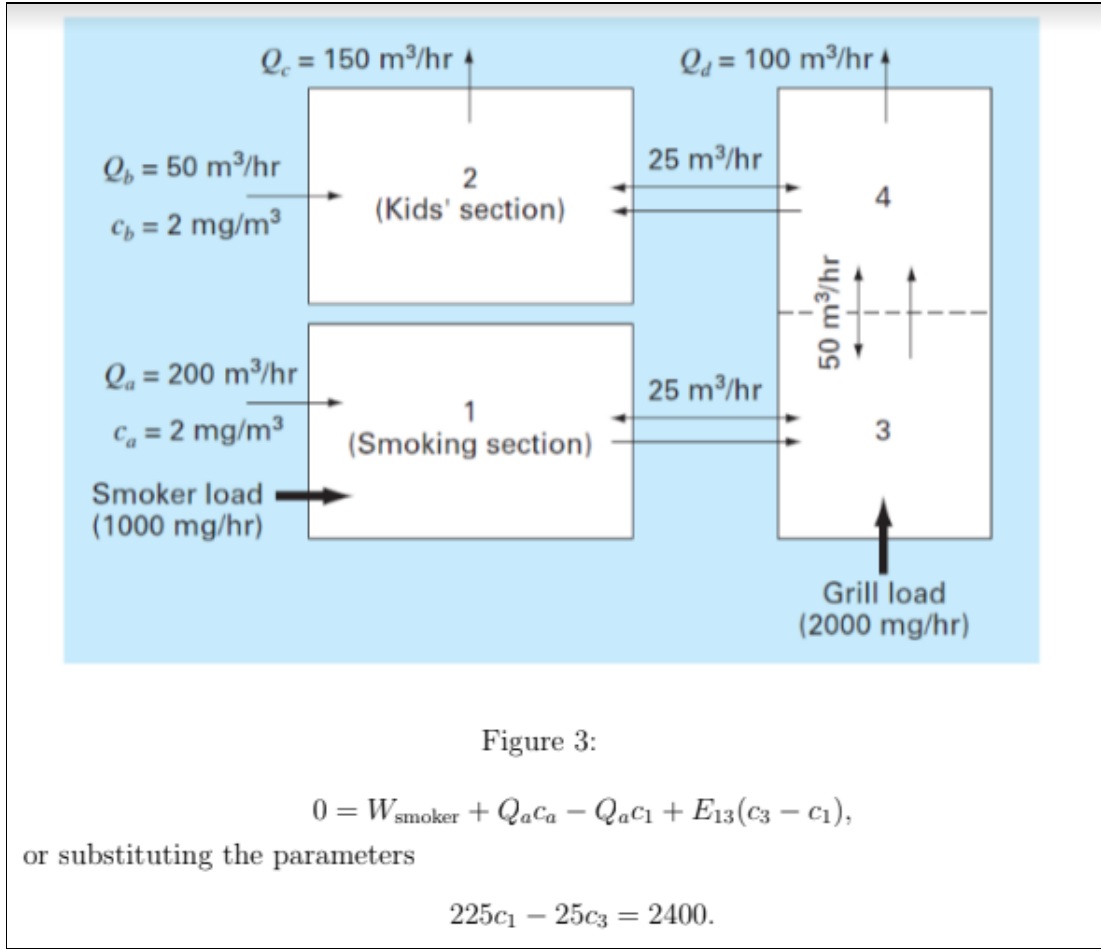 Q_c = 150 m³/hr
Q_d = 100 m³/hr
Q_b = 50 m³/hr
c_b = 2 mg/m³
2
(Kids' section)
25 m³/hr
4
50 m³/hr
Q_a = 200 m³/hr
c_a = 2 mg/m³
1
(Smoking section)
25 m³/hr
3
Smoker load
(1000 mg/hr)
Grill load
(2000 mg/hr)
Figure 3:
0 = W_smoker + Q_a c_a − Q_a c_1 + E_13(c_3 − c_1),
or substituting the parameters
225c_1 − 25c_3 = 2400.